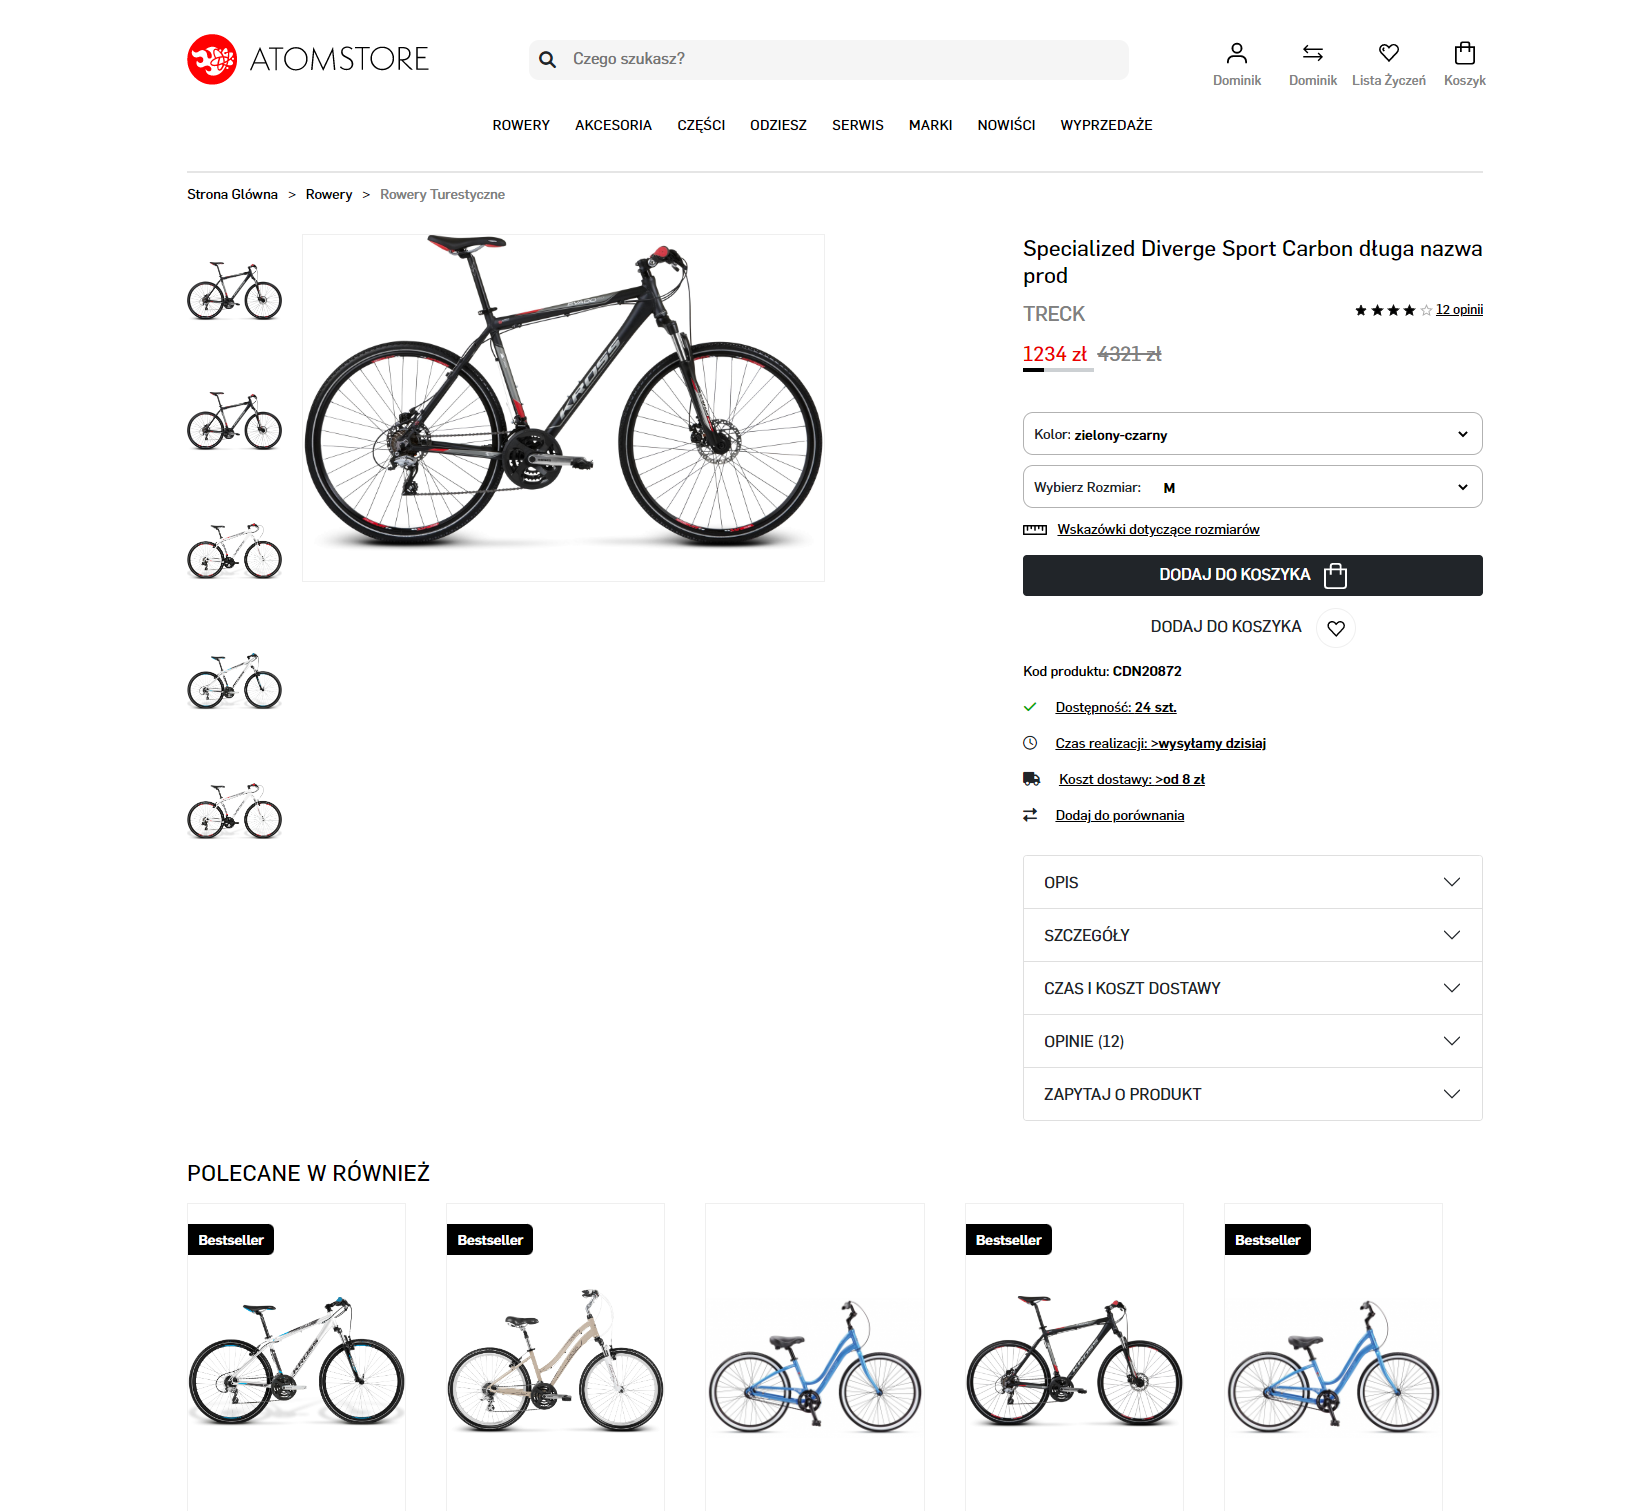 ATOMSTORE
Czego szukasz?
Dominik
Dominik
Lista Życzeń
Koszyk
ROWERY
AKCESORIA
CZĘŚCI
ODZIESZ
SERWIS
MARKI
NOWIŚCI
WYPRZEDAŻE
Strona Glówna > Rowery > Rowery Turestyczne
KROSS
Specialized Diverge Sport Carbon długa nazwa
prod
TRECK
12 opinii
1234 zł 4321 zł
Kolor: zielony-czarny
Wybierz Rozmiar: M
Wskazówki dotyczące rozmiarów
DODAJ DO KOSZYKA
DODAJ DO KOSZYKA
Kod produktu: CDN20872
Dostępność: 24 szt.
Czas realizacji: >wysyłamy dzisiaj
Koszt dostawy: >od 8 zł
Dodaj do porównania
OPIS
SZCZEGÓŁY
CZAS I KOSZT DOSTAWY
OPINIE (12)
ZAPYTAJ O PRODUKT
POLECANE W RÓWNIEŻ
Bestseller
Bestseller
Bestseller
Bestseller